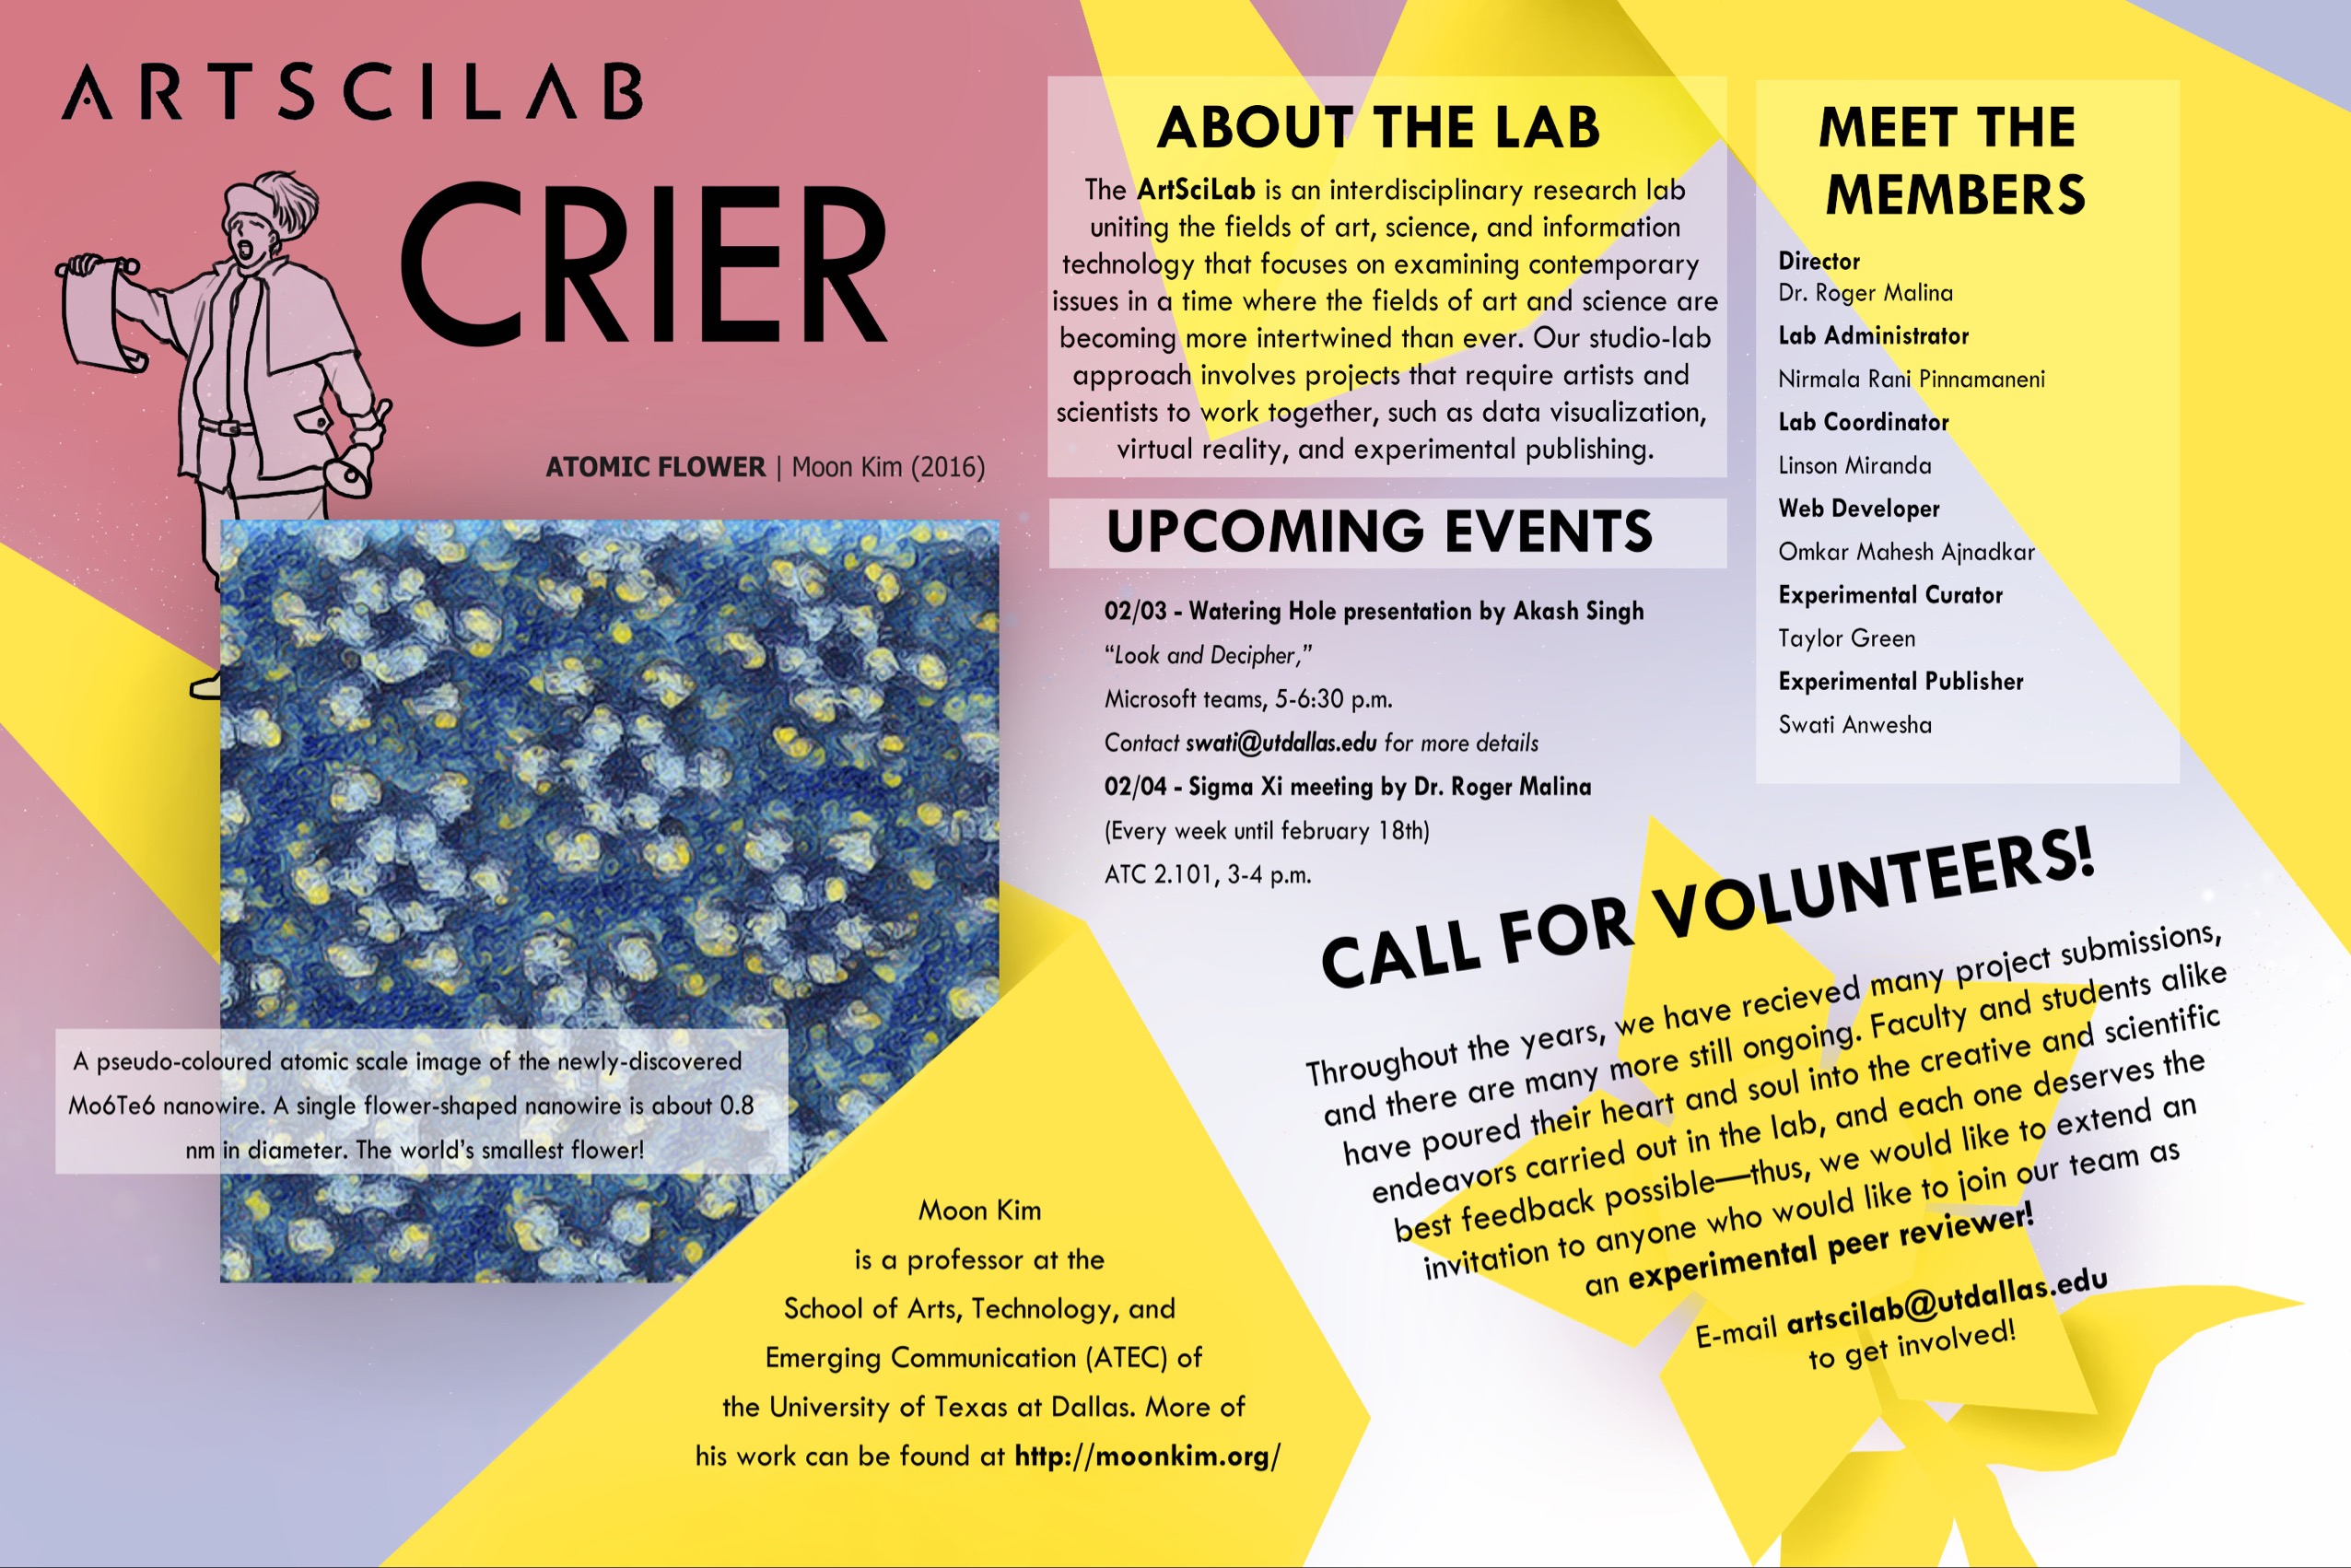 ARTSCILAB
CRIER
ATOMIC FLOWER | Moon Kim (2016)
A pseudo-coloured atomic scale image of the newly-discovered
Mo6Te6 nanowire. A single flower-shaped nanowire is about 0.8
nm in diameter. The world's smallest flower!
Moon Kim
is a professor at the
School of Arts, Technology, and
Emerging Communication (ATEC) of
the University of Texas at Dallas. More of
his work can be found at http://moonkim.org/
ABOUT THE LAB
The ArtSciLab is an interdisciplinary research lab
uniting the fields of art, science, and information
technology that focuses on examining contemporary
issues in a time where the fields of art and science are
becoming more intertwined than ever. Our studio-lab
approach involves projects that require artists and
scientists to work together, such as data visualization,
virtual reality, and experimental publishing.
UPCOMING EVENTS
02/03 - Watering Hole presentation by Akash Singh
“Look and Decipher,”
Microsoft teams, 5-6:30 p.m.
Contact swati@utdallas.edu for more details
02/04 - Sigma Xi meeting by Dr. Roger Malina
(Every week until february 18th)
ATC 2.101, 3-4 p.m.
MEET THE
MEMBERS
Director
Dr. Roger Malina
Lab Administrator
Nirmala Rani Pinnamaneni
Lab Coordinator
Linson Miranda
Web Developer
Omkar Mahesh Ajnadkar
Experimental Curator
Taylor Green
Experimental Publisher
Swati Anwesha
CALL FOR VOLUNTEERS!
Throughout the years, we have recieved many project submissions,
and there are many more still ongoing. Faculty and students alike
have poured their heart and soul into the creative and scientific
endeavors carried out in the lab, and each one deserves the
best feedback possible—thus, we would like to extend an
invitation to anyone who would like to join our team as
an experimental peer reviewer!
E-mail artscilab@utdallas.edu
to get involved!